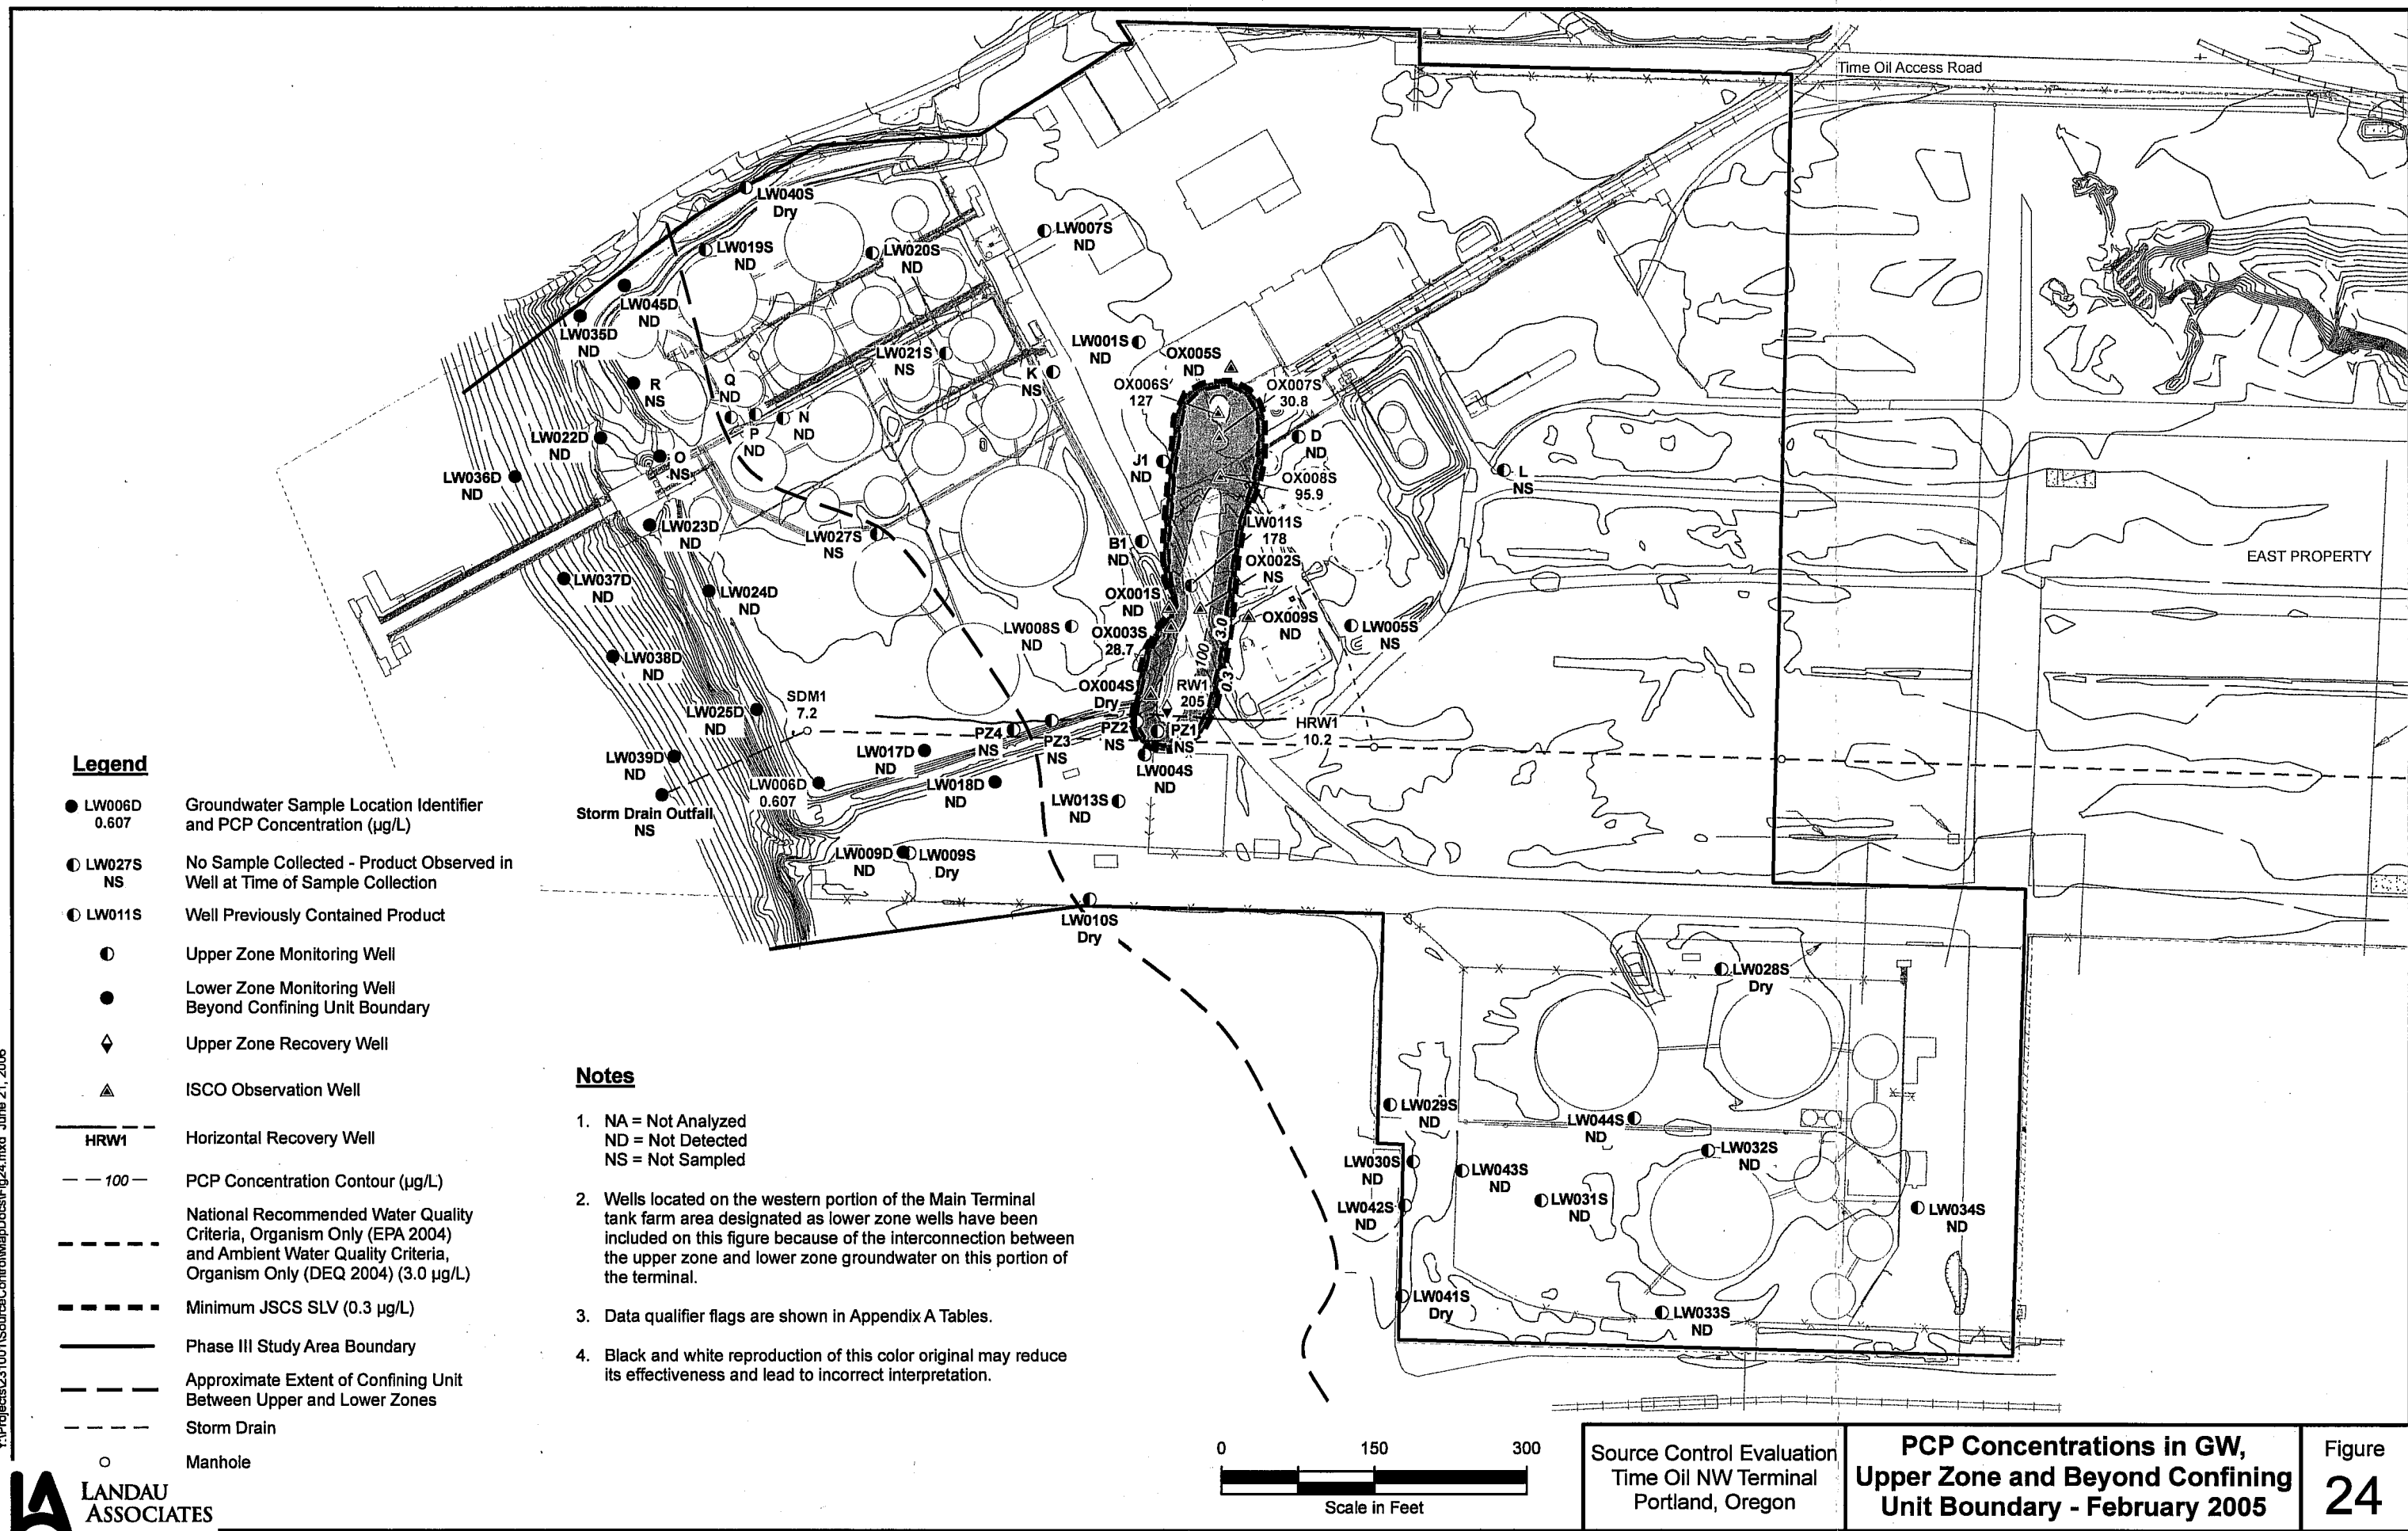 Time Oil Access Road
LW040S
Dry
LW007S
ND
LW019S
ND
LW020S
ND
LW045D
ND
LW035D
ND
LW001S
ND
OX005S
ND
LW021S
NS
K
NS
R
NS
Q
ND
OX006S
127
OX007S
30.8
N
ND
P
ND
LW022D
ND
D
ND
O
NS
J1
ND
L
NS
LW036D
ND
OX008S
95.9
LW023D
ND
LW027S
NS
LW011S
178
B1
ND
EAST PROPERTY
OX002S
NS
LW037D
ND
LW024D
ND
OX001S
ND
OX009S
ND
LW008S
ND
OX003S
28.7
LW005S
NS
3.0
100
0.3
LW038D
ND
OX004S
Dry
RW1
205
SDM1
7.2
LW025D
ND
HRW1
10.2
PZ4
NS
PZ3
NS
PZ2
NS
PZ1
NS
LW017D
ND
LW039D
ND
LW004S
ND
LW006D
0.607
LW018D
ND
LW013S
ND
Storm Drain Outfall
NS
LW009D
ND
LW009S
Dry
LW010S
Dry
LW028S
Dry
LW029S
ND
LW044S
ND
LW032S
ND
LW030S
ND
LW043S
ND
LW031S
ND
LW042S
ND
LW034S
ND
LW041S
Dry
LW033S
ND
Legend
LW006D
0.607
Groundwater Sample Location Identifier
and PCP Concentration (µg/L)
LW027S
NS
No Sample Collected - Product Observed in
Well at Time of Sample Collection
LW011S
Well Previously Contained Product
Upper Zone Monitoring Well
Lower Zone Monitoring Well
Beyond Confining Unit Boundary
Upper Zone Recovery Well
ISCO Observation Well
HRW1
Horizontal Recovery Well
100
PCP Concentration Contour (µg/L)
National Recommended Water Quality
Criteria, Organism Only (EPA 2004)
and Ambient Water Quality Criteria,
Organism Only (DEQ 2004) (3.0 µg/L)
Minimum JSCS SLV (0.3 µg/L)
Phase III Study Area Boundary
Approximate Extent of Confining Unit
Between Upper and Lower Zones
Storm Drain
Manhole
Notes
1. NA = Not Analyzed
ND = Not Detected
NS = Not Sampled
2. Wells located on the western portion of the Main Terminal
tank farm area designated as lower zone wells have been
included on this figure because of the interconnection between
the upper zone and lower zone groundwater on this portion of
the terminal.
3. Data qualifier flags are shown in Appendix A Tables.
4. Black and white reproduction of this color original may reduce
its effectiveness and lead to incorrect interpretation.
Y:\Projects\231001\SourceControl\MapDocs\Fig24.mxd June 21, 2006
LANDAU
ASSOCIATES
0 150 300
Scale in Feet
Source Control Evaluation
Time Oil NW Terminal
Portland, Oregon
PCP Concentrations in GW,
Upper Zone and Beyond Confining
Unit Boundary - February 2005
Figure
24